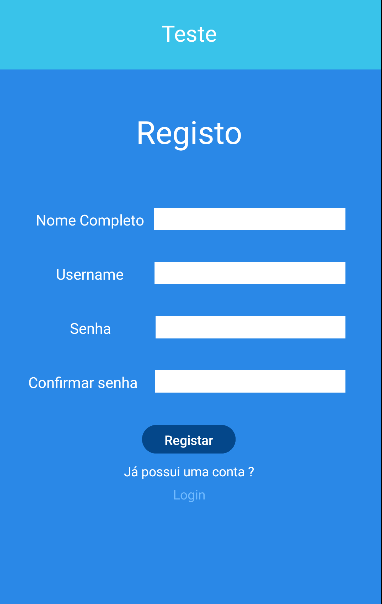 Teste
Registo
Nome Completo
Username
Senha
Confirmar senha
Registar
Já possui uma conta ?
Login